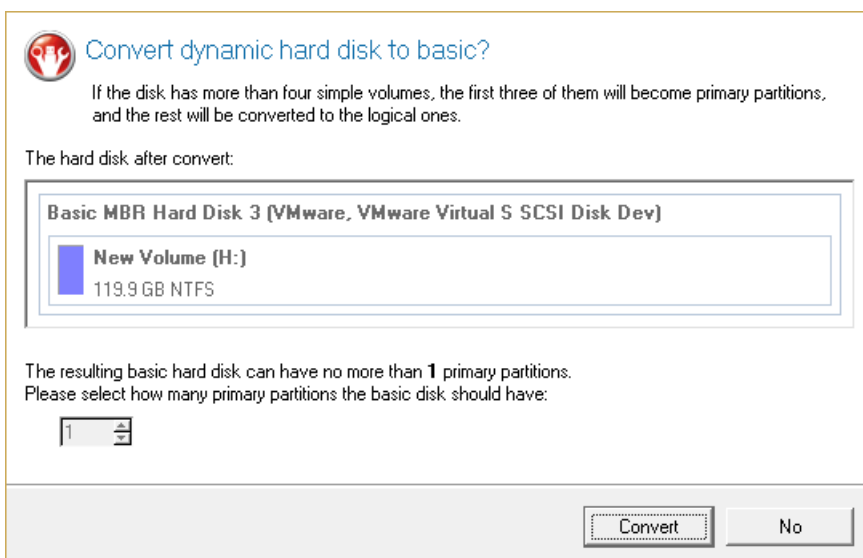 Convert dynamic hard disk to basic?
If the disk has more than four simple volumes, the first three of them will become primary partitions,
and the rest will be converted to the logical ones.
The hard disk after convert:
Basic MBR Hard Disk 3 (VMware, VMware Virtual S SCSI Disk Dev)
New Volume (H:)
119.9 GB NTFS
The resulting basic hard disk can have no more than 1 primary partitions.
Please select how many primary partitions the basic disk should have:
1
Convert No